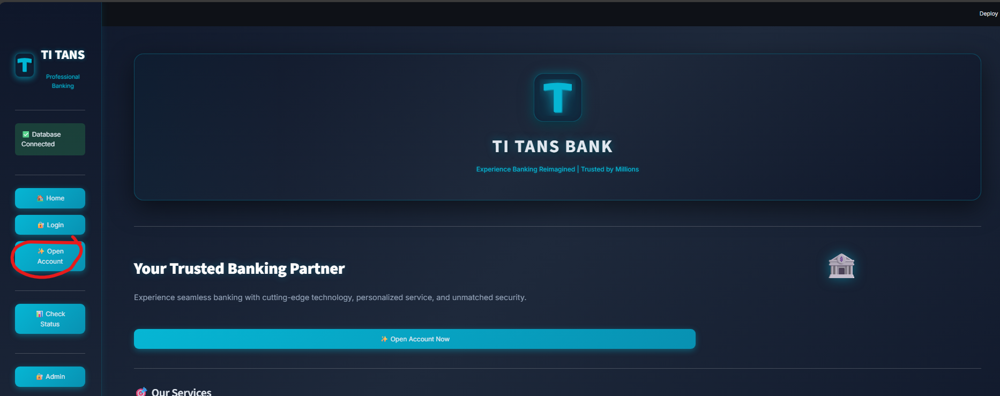 Deploy
T
TI TANS
Professional
Banking
Database
Connected
Home
Login
Open
Account
Check
Status
Admin
T
TI TANS BANK
Experience Banking Reimagined | Trusted by Millions
Your Trusted Banking Partner
Experience seamless banking with cutting-edge technology, personalized service, and unmatched security.
Open Account Now
Our Services